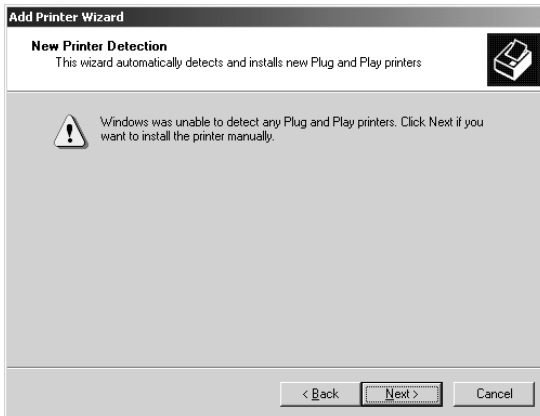 Add Printer Wizard
New Printer Detection
This wizard automatically detects and installs new Plug and Play printers
Windows was unable to detect any Plug and Play printers. Click Next if you
want to install the printer manually.
< Back
Next >
Cancel